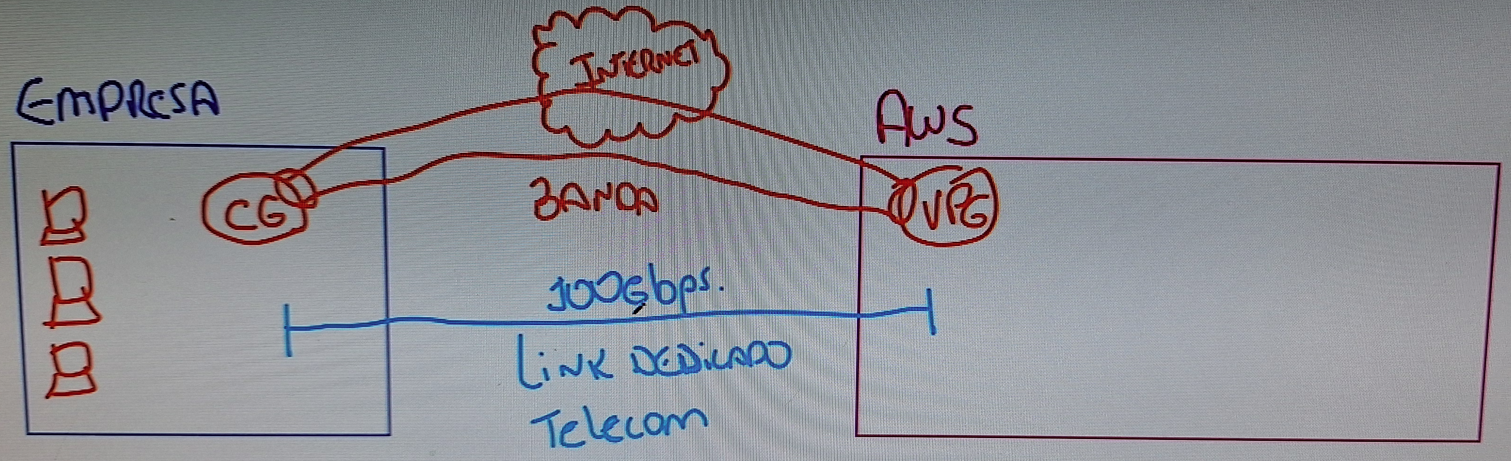 INTERNET
EMPRESA
AWS
CG
BANDA
VPG
100Gbps.
LINK DEDICADO
Telecom